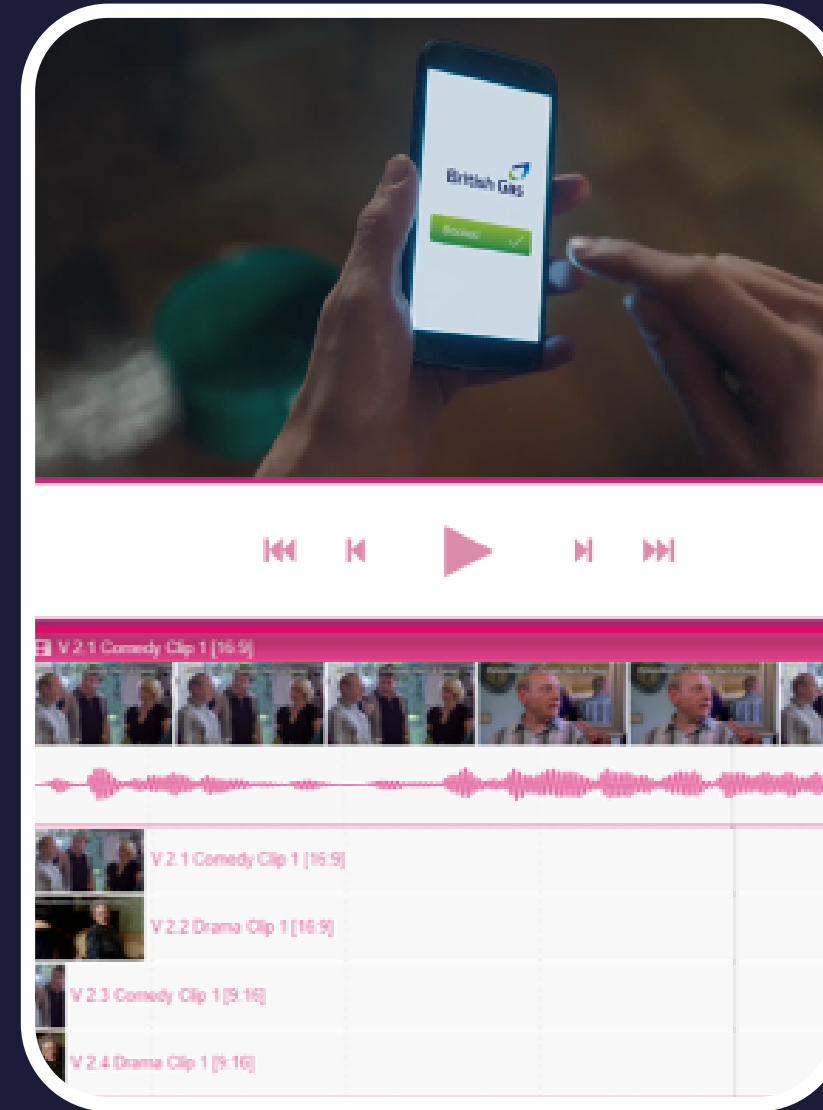 British Gas
Booked
V 2.1 Comedy Clip 1 [16:9]
V 2.1 Comedy Clip 1 [16:9]
V 2.2 Drama Clip 1 [16:9]
V 2.3 Comedy Clip 1 [9:16]
V 2.4 Drama Clip 1 [9:16]